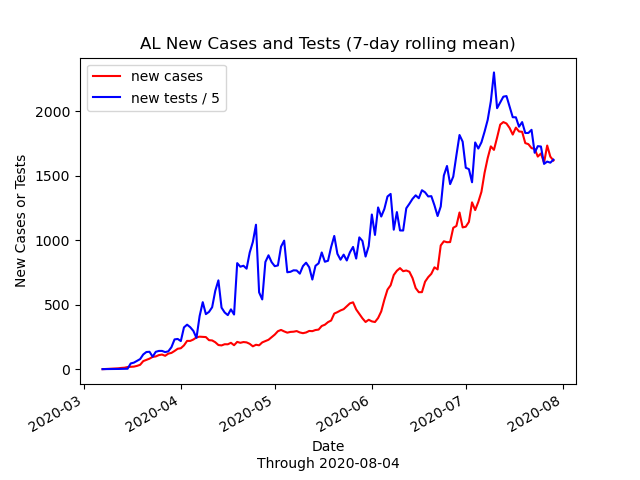 AL New Cases and Tests (7-day rolling mean)
new cases
new tests / 5
2000
1500
1000
500
0
New Cases or Tests
2020-03
2020-04
2020-05
2020-06
2020-07
2020-08
Date
Through 2020-08-04